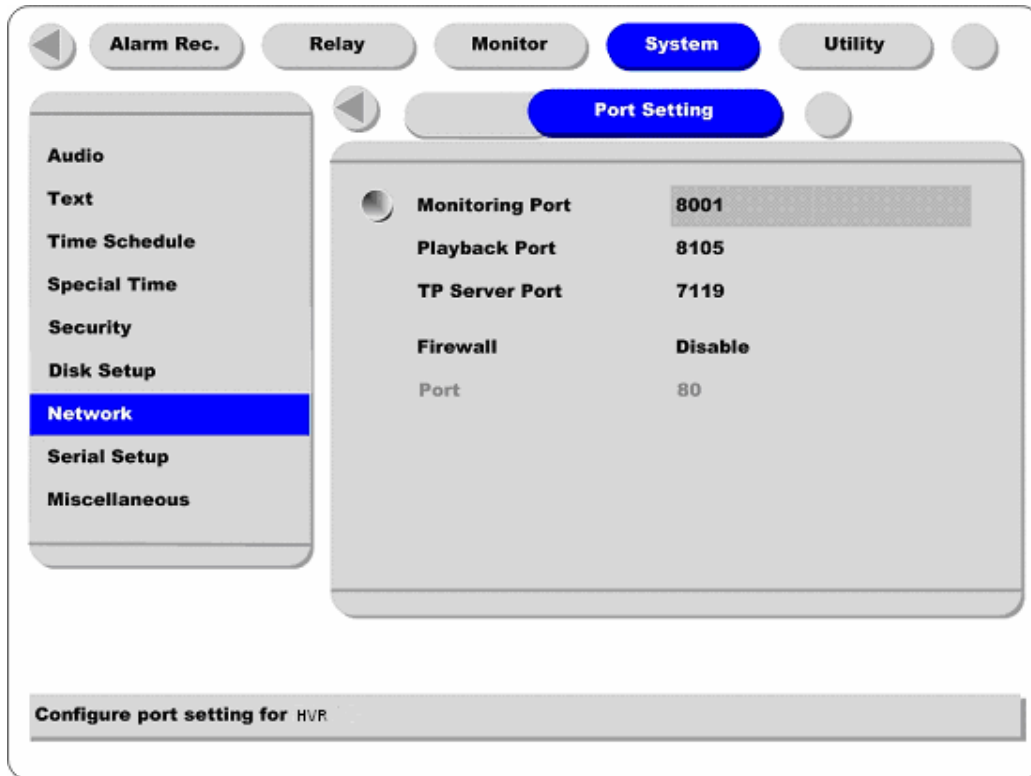 Alarm Rec. Relay Monitor System Utility
Port Setting
Audio
Text
Time Schedule
Special Time
Security
Disk Setup
Network
Serial Setup
Miscellaneous
Monitoring Port 8001
Playback Port 8105
TP Server Port 7119
Firewall Disable
Port 80
Configure port setting for HVR